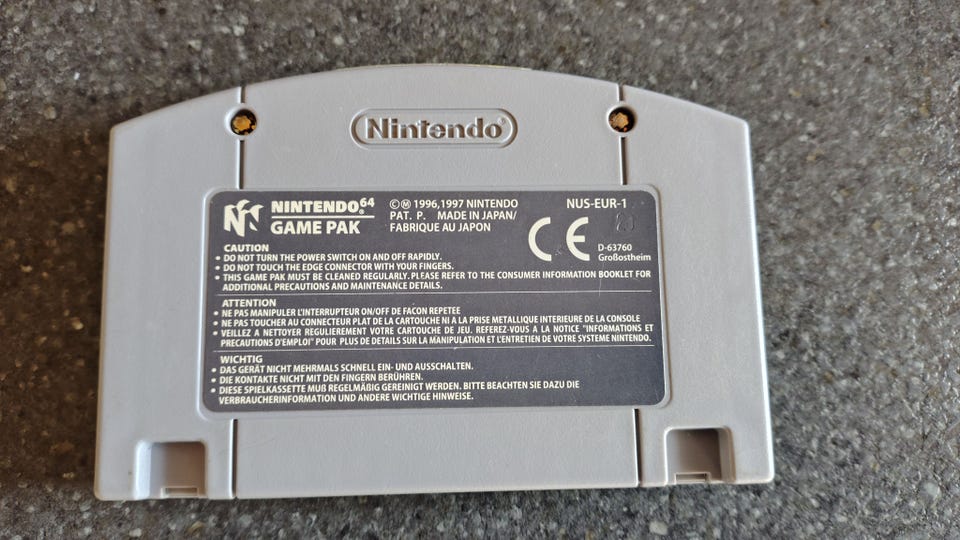 Nintendo®
NINTENDO®64
GAME PAK
©Ⓜ 1996,1997 NINTENDO
PAT. P. MADE IN JAPAN/
FABRIQUE AU JAPON
NUS-EUR-1
CE
D-63760
Großostheim
CAUTION
• DO NOT TURN THE POWER SWITCH ON AND OFF RAPIDLY.
• DO NOT TOUCH THE EDGE CONNECTOR WITH YOUR FINGERS.
• THIS GAME PAK MUST BE CLEANED REGULARLY. PLEASE REFER TO THE CONSUMER INFORMATION BOOKLET FOR
ADDITIONAL PRECAUTIONS AND MAINTENANCE DETAILS.
ATTENTION
• NE PAS MANIPULER L'INTERRUPTEUR ON/OFF DE FACON REPETEE
• NE PAS TOUCHER AU CONNECTEUR PLAT DE LA CARTOUCHE NI A LA PRISE METALLIQUE INTERIEURE DE LA CONSOLE
• VEILLEZ A NETTOYER REGULIEREMENT VOTRE CARTOUCHE DE JEU. REFEREZ-VOUS A LA NOTICE "INFORMATIONS ET
PRECAUTIONS D'EMPLOI" POUR PLUS DE DETAILS SUR LA MANIPULATION ET L'ENTRETIEN DE VOTRE SYSTEME NINTENDO.
WICHTIG
• DAS GERÄT NICHT MEHRMALS SCHNELL EIN- UND AUSSCHALTEN.
• DIE KONTAKTE NICHT MIT DEN FINGERN BERÜHREN.
• DIESE SPIELKASSETTE MUß REGELMÄßIG GEREINIGT WERDEN. BITTE BEACHTEN SIE DAZU DIE
VERBRAUCHERINFORMATION UND ANDERE WICHTIGE HINWEISE.